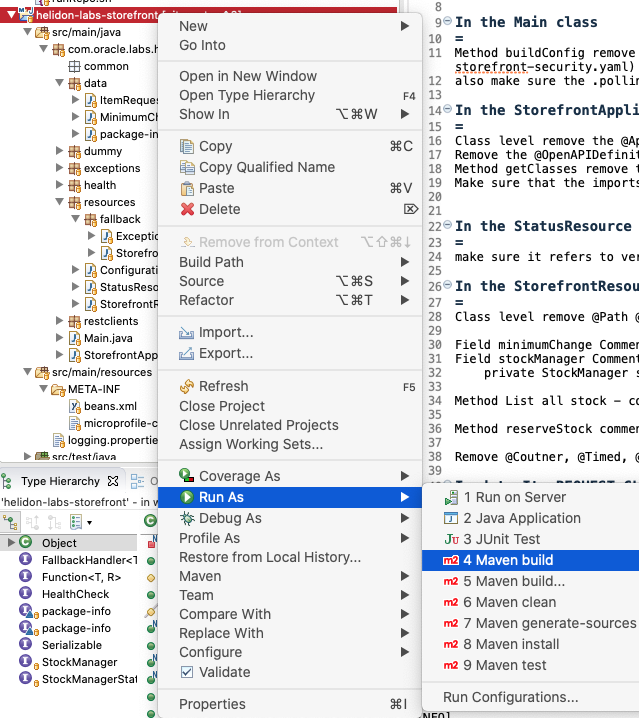 helidon-labs-storefront
src/main/java
com.oracle.labs.h
common
data
ItemReques
MinimumCh
package-in
dummy
exceptions
health
resources
fallback
Exceptio
Storefro
Configurati
StatusReso
StorefrontR
restclients
Main.java
StorefrontApp
src/main/resources
META-INF
beans.xml
microprofile-c
logging.properties
src/test/java
Type Hierarchy
'helidon-labs-storefront' - in w
Object
FallbackHandler<T
Function<T, R>
HealthCheck
package-info
package-info
Serializable
StockManager
StockManagerStat
New
Go Into
Open in New Window
Open Type Hierarchy F4
Show In ⌥⌘W
Copy ⌘C
Copy Qualified Name
Paste ⌘V
Delete ⌦
Remove from Context ⌥⇧⌘↓
Build Path
Source ⌥⌘S
Refactor ⌥⌘T
Import...
Export...
Refresh F5
Close Project
Close Unrelated Projects
Assign Working Sets...
Coverage As
Run As
Debug As
Profile As
Restore from Local History...
Maven
Team
Compare With
Replace With
Configure
Validate
Properties ⌘I
1 Run on Server
2 Java Application
3 JUnit Test
4 Maven build
5 Maven build...
6 Maven clean
7 Maven generate-sources
8 Maven install
9 Maven test
Run Configurations...
8
9 In the Main class
10 =
11 Method buildConfig remove
storefront-security.yaml)
12 also make sure the .pollin
13
14 In the StorefrontApplic
15 =
16 Class level remove the @Ap
17 Remove the @OpenAPIDefinit
18 Method getClasses remove t
19 Make sure that the imports
20
21
22 In the StatusResource
23 =
24 make sure it refers to ver
25
26 In the StorefrontResou
27 =
28 Class level remove @Path @
29
30 Field minimumChange Commen
31 Field stockManager Comment
32 private StockManager s
33
34 Method List all stock - co
35
36 Method reserveStock commen
37
38 Remove @Coutner, @Timed, @
39